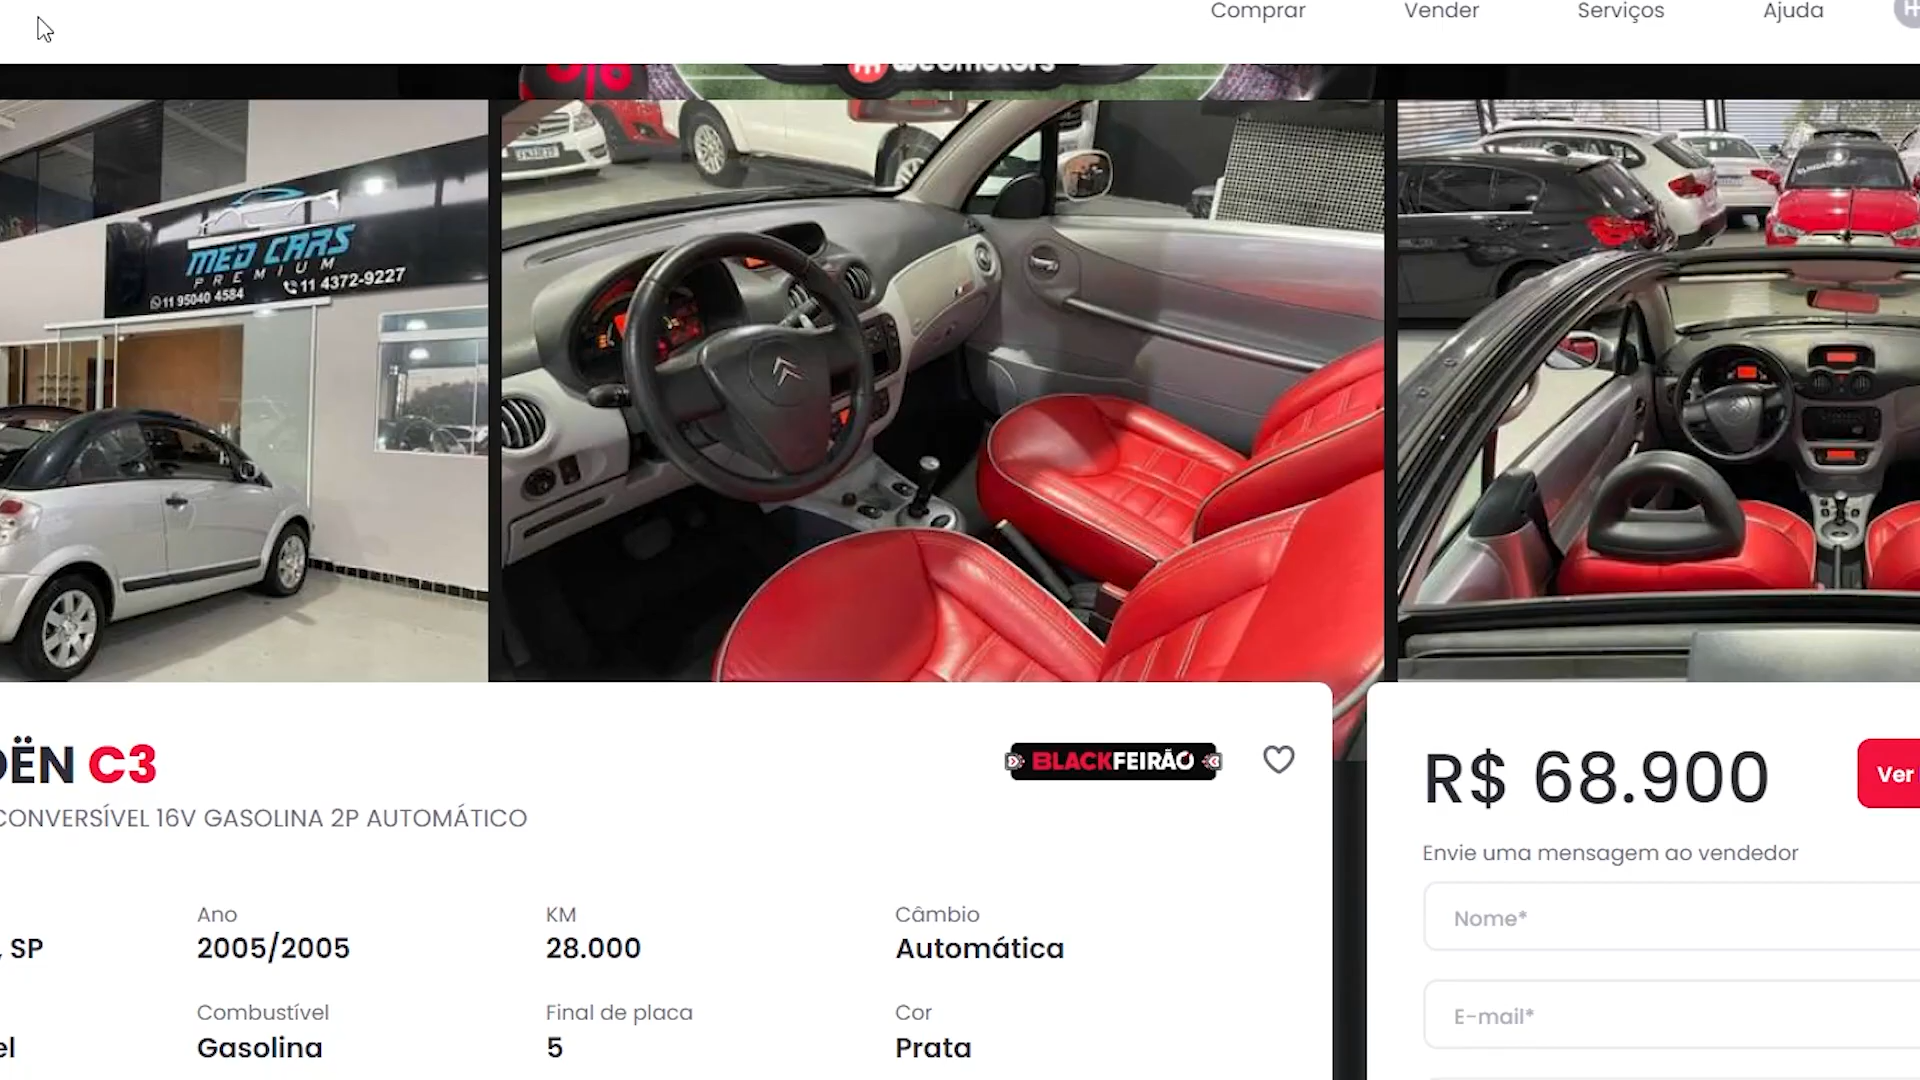 Comprar
Vender
Serviços
Ajuda
MED CARS
PREMIUM
11 95040 4584
11 4372-9227
ËN C3
CONVERSÍVEL 16V GASOLINA 2P AUTOMÁTICO
BLACKFEIRÃO
R$ 68.900
Ver
Envie uma mensagem ao vendedor
Nome*
E-mail*
, SP
Ano
2005/2005
KM
28.000
Câmbio
Automática
el
Combustível
Gasolina
Final de placa
5
Cor
Prata